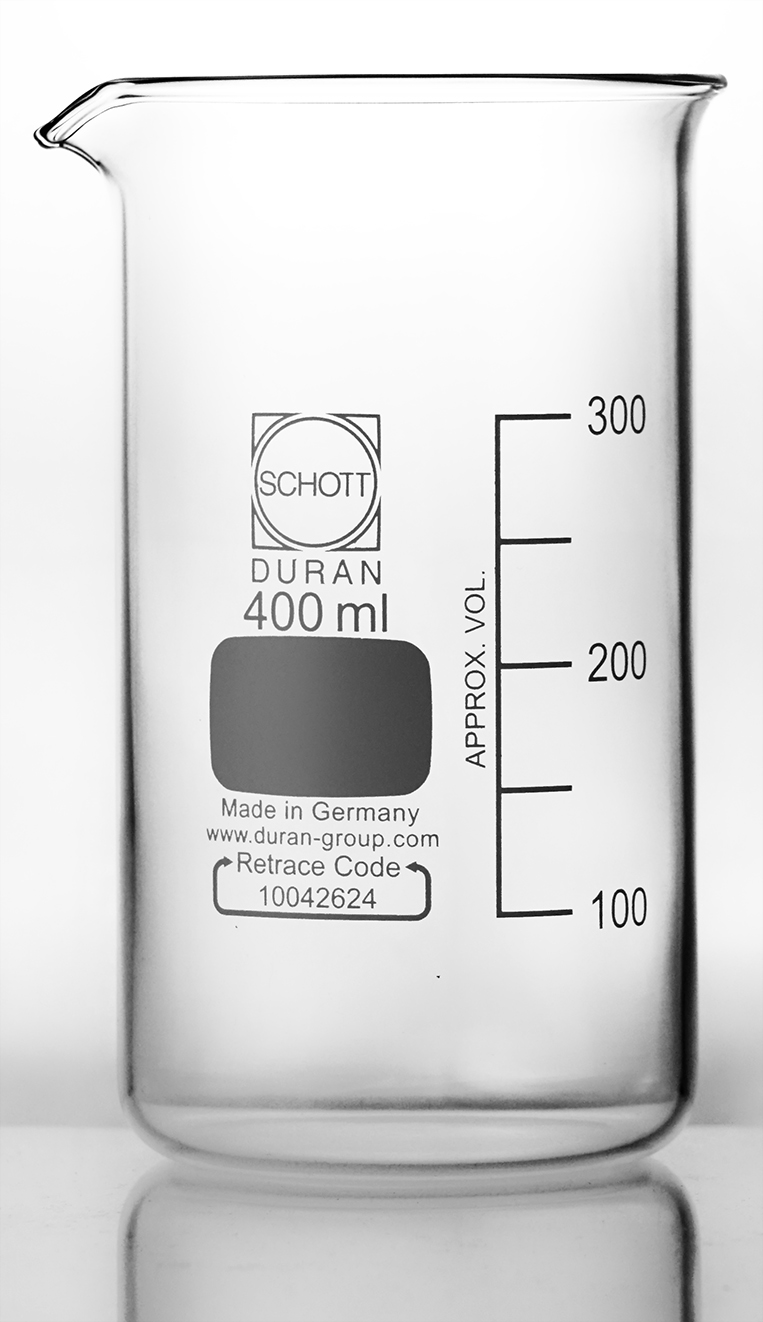 SCHOTT
DURAN
400 ml
Made in Germany
www.duran-group.com
Retrace Code
10042624
APPROX. VOL.
300
200
100